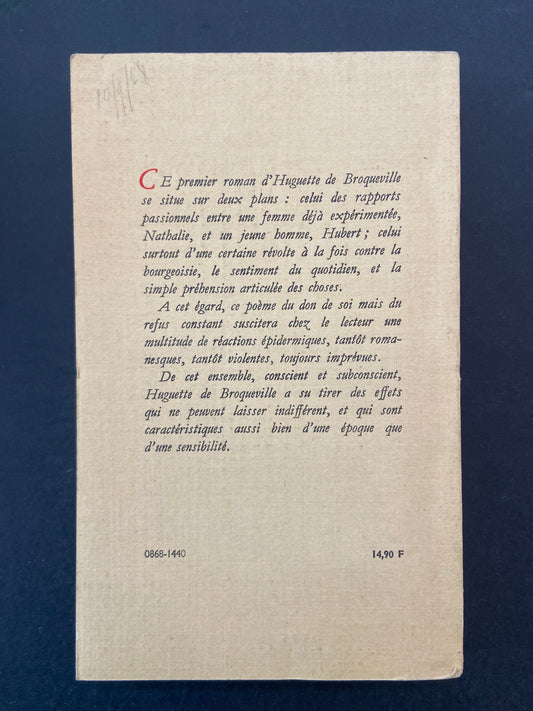 CE premier roman d'Huguette de Broqueville
se situe sur deux plans : celui des rapports
passionnels entre une femme déjà expérimentée,
Nathalie, et un jeune homme, Hubert ; celui
surtout d'une certaine révolte à la fois contre la
bourgeoisie, le sentiment du quotidien, et la
simple préhension articulée des choses.
A cet égard, ce poème du don de soi mais du
refus constant suscitera chez le lecteur une
multitude de réactions épidermiques, tantôt roma-
nesques, tantôt violentes, toujours imprévues.
De cet ensemble, conscient et subconscient,
Huguette de Broqueville a su tirer des effets
qui ne peuvent laisser indifférent, et qui sont
caractéristiques aussi bien d'une époque que
d'une sensibilité.
0868-1440 14,90 F